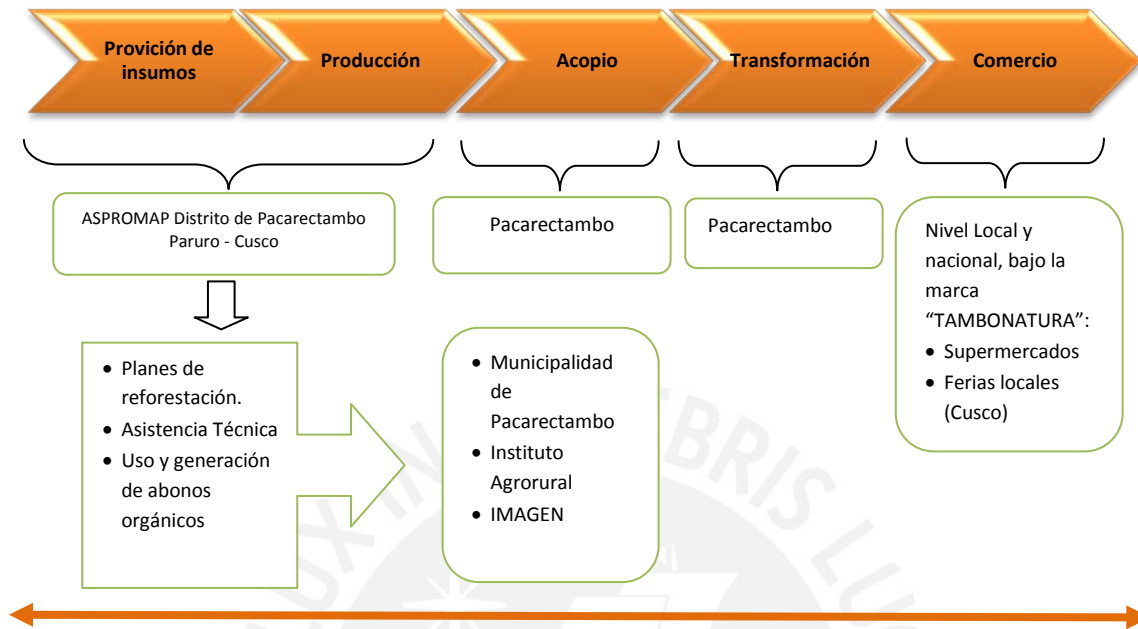 Provición de
insumos
Producción
Acopio
Transformación
Comercio
ASPROMAP Distrito de Pacarectambo
Paruro - Cusco
Pacarectambo
Pacarectambo
Nivel Local y
nacional, bajo la
marca
“TAMBONATURA”:
• Supermercados
• Ferias locales
(Cusco)
• Planes de
reforestación.
• Asistencia Técnica
• Uso y generación
de abonos
orgánicos
• Municipalidad
de
Pacarectambo
• Instituto
Agrorural
• IMAGEN